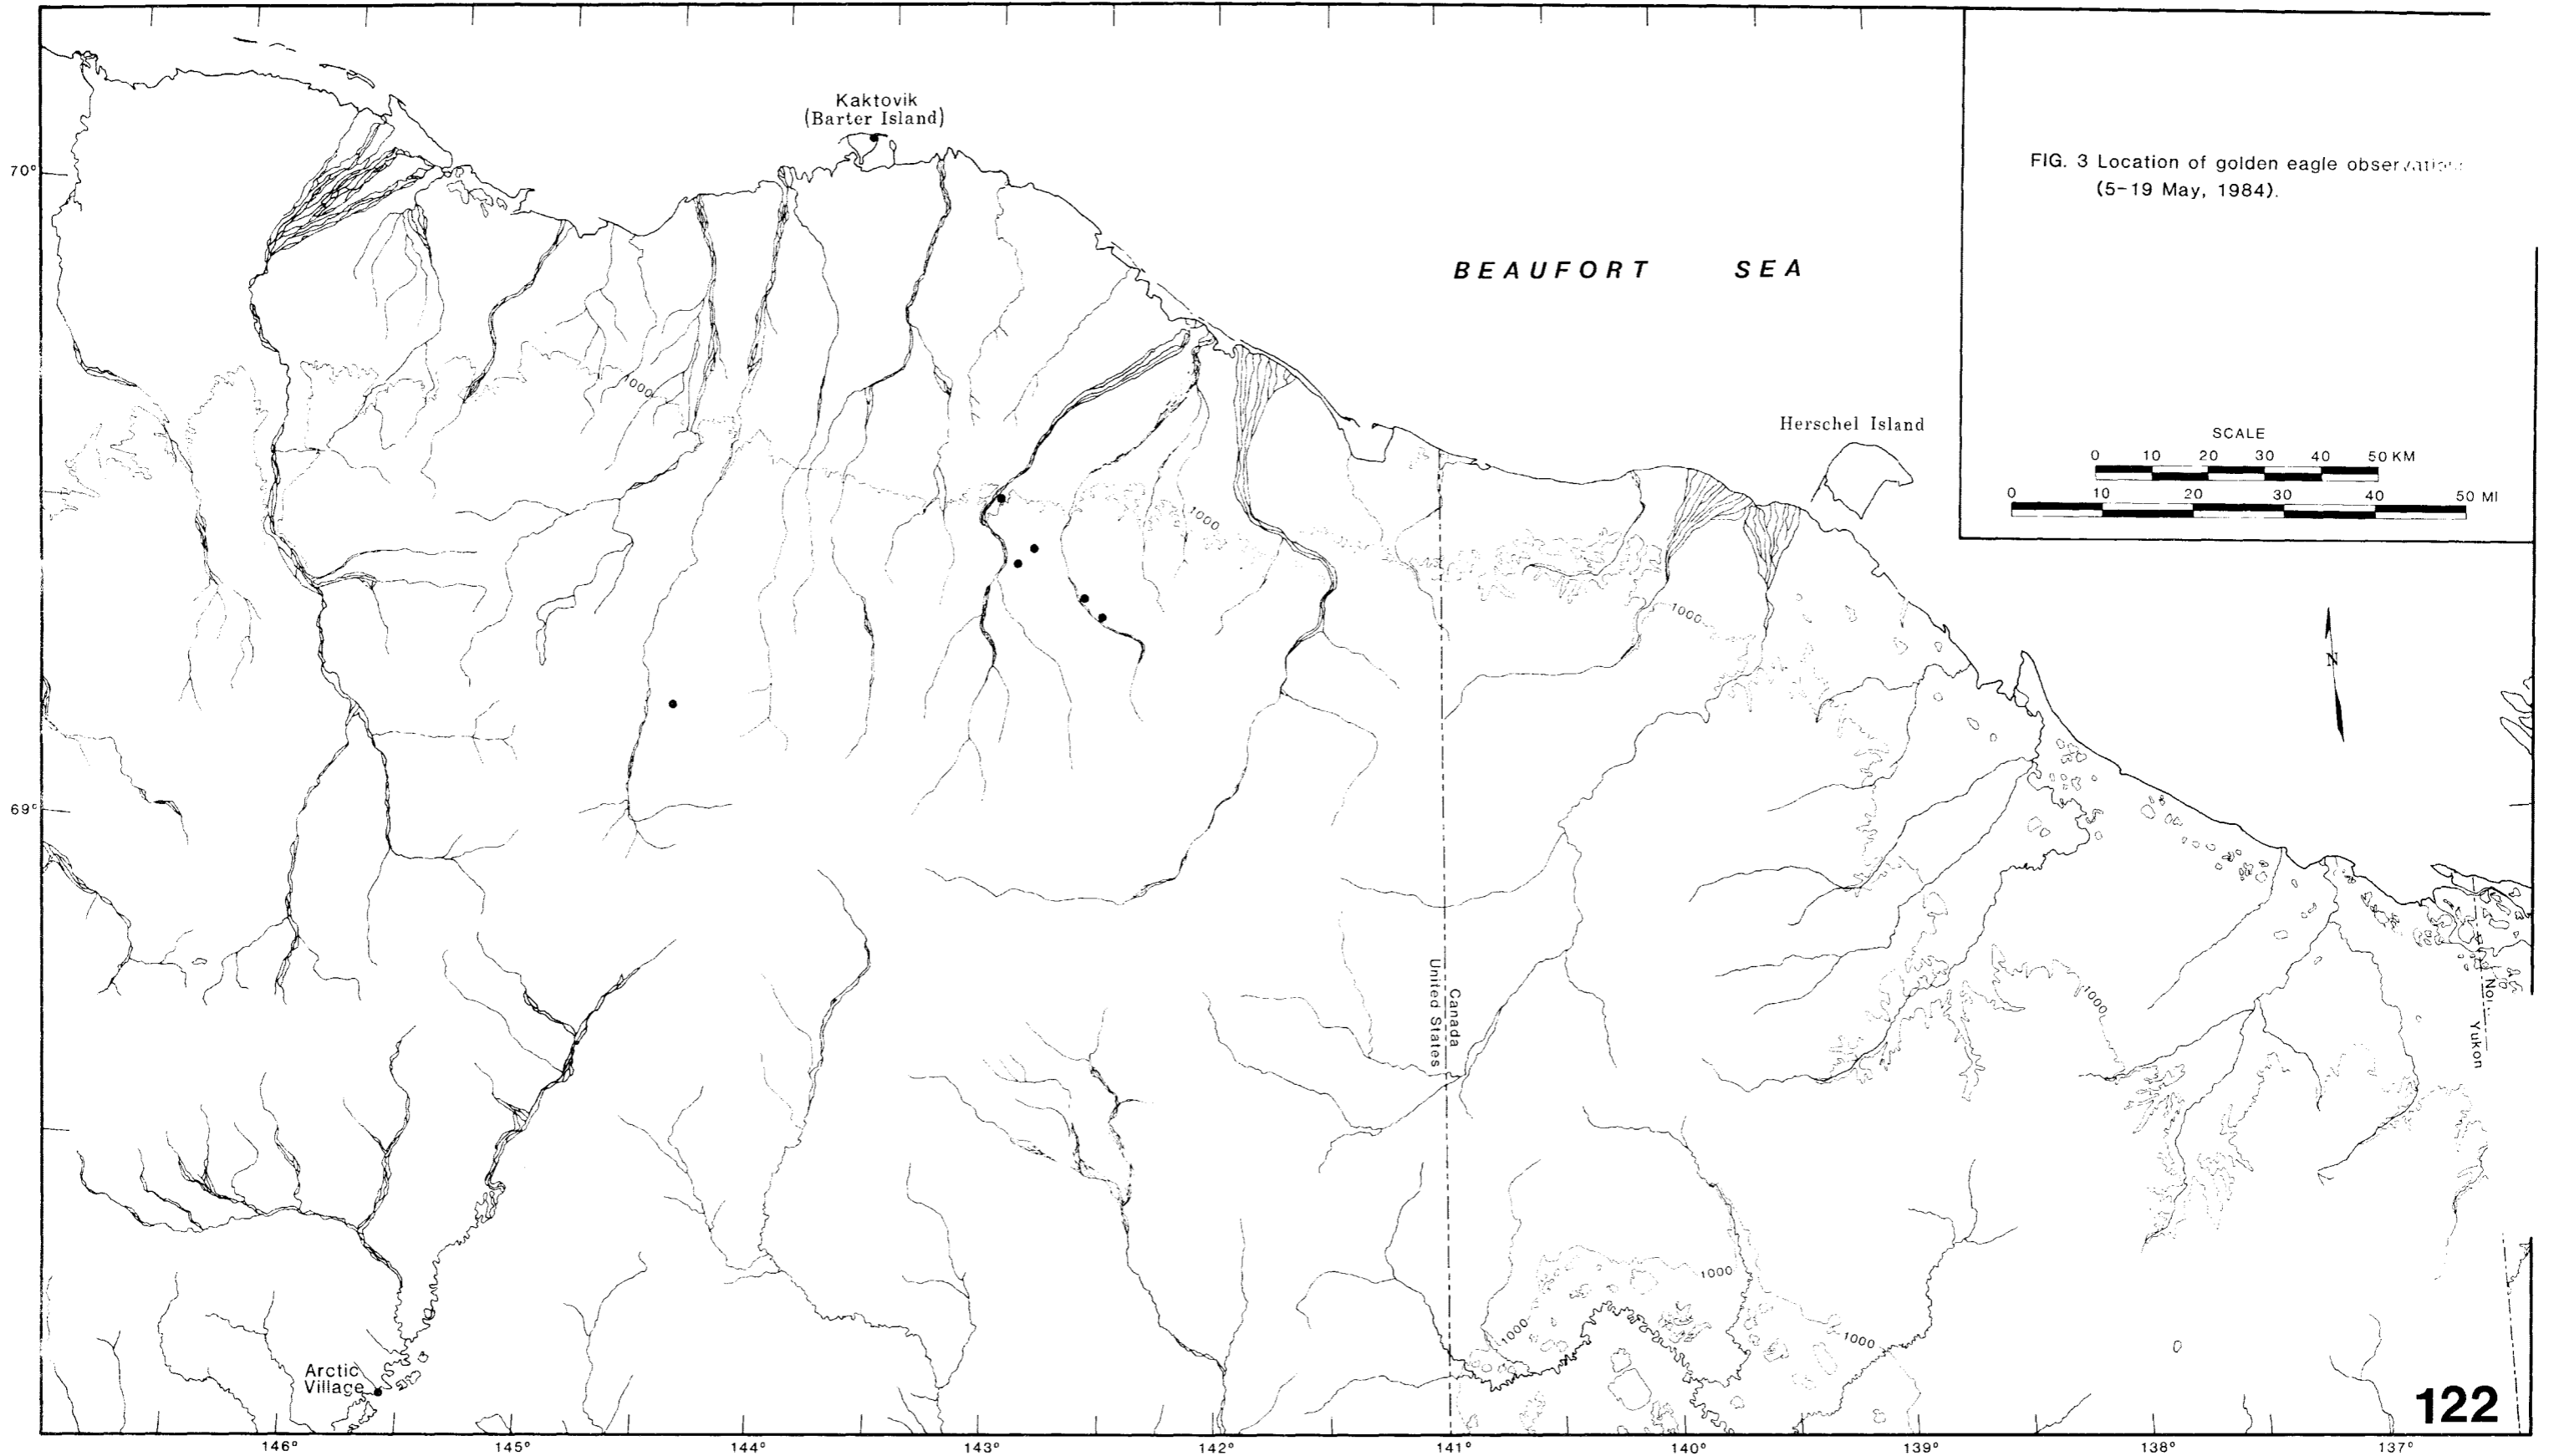 Kaktovik
(Barter Island)
70°
FIG. 3 Location of golden eagle
(5-19 May, 1984).
BEAUFORT SEA
1000
Herschel Island
SCALE
0 10 20 30 40 50 KM
0 10 20 30 40 50 MI
1000
1000
N
69°
United States
Canada
1000
Yukon
1000
1000
1000
Arctic
Village
122
146° 145° 144° 143° 142° 141° 140° 139° 138° 137°